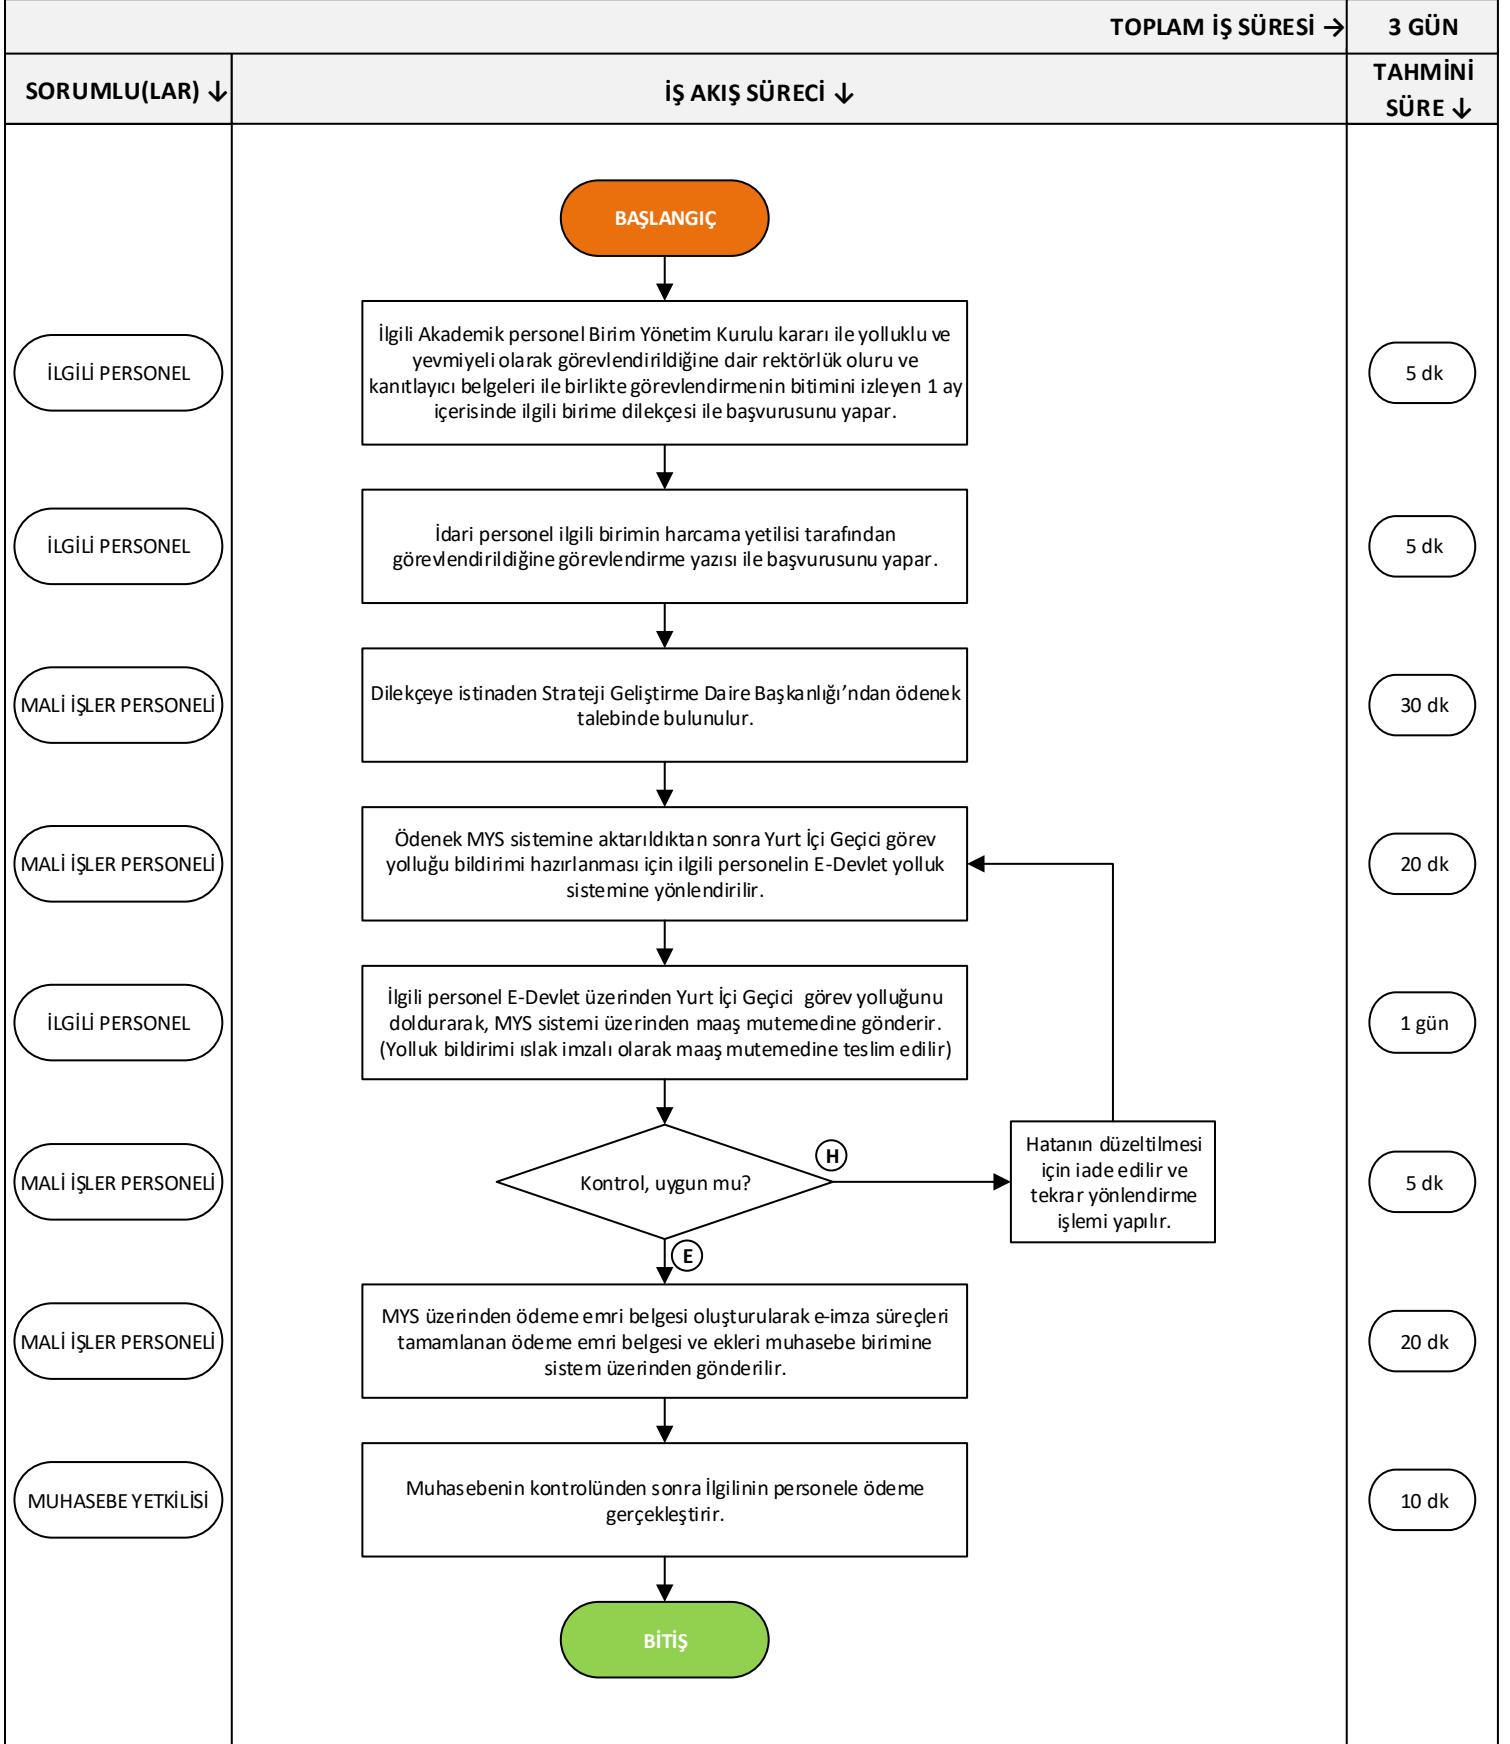 TOPLAM İŞ SÜRESİ → 3 GÜN
SORUMLU(LAR) ↓ İŞ AKIŞ SÜRECİ ↓ TAHMİNİ
SÜRE ↓
BAŞLANGIÇ
İLGİLİ PERSONEL
İlgili Akademik personel Birim Yönetim Kurulu kararı ile yolluklu ve
yevmiyeli olarak görevlendirildiğine dair rektörlük oluru ve
kanıtlayıcı belgeleri ile birlikte görevlendirmenin bitimini izleyen 1 ay
içerisinde ilgili birime dilekçesi ile başvurusunu yapar.
5 dk
İLGİLİ PERSONEL
İdari personel ilgili birimin harcama yetilisi tarafından
görevlendirildiğine görevlendirme yazısı ile başvurusunu yapar.
5 dk
MALİ İŞLER PERSONELİ
Dilekçeye istinaden Strateji Geliştirme Daire Başkanlığı’ndan ödenek
talebinde bulunulur.
30 dk
MALİ İŞLER PERSONELİ
Ödenek MYS sistemine aktarıldıktan sonra Yurt İçi Geçici görev
yolluğu bildirimi hazırlanması için ilgili personelin E-Devlet yolluk
sistemine yönlendirilir.
20 dk
İLGİLİ PERSONEL
İlgili personel E-Devlet üzerinden Yurt İçi Geçici görev yolluğunu
doldurarak, MYS sistemi üzerinden maaş mutemedine gönderir.
(Yolluk bildirimi ıslak imzalı olarak maaş mutemedine teslim edilir)
1 gün
MALİ İŞLER PERSONELİ
Kontrol, uygun mu?
H
Hatanın düzeltilmesi
için iade edilir ve
tekrar yönlendirme
işlemi yapılır.
5 dk
E
MALİ İŞLER PERSONELİ
MYS üzerinden ödeme emri belgesi oluşturularak e-imza süreçleri
tamamlanan ödeme emri belgesi ve ekleri muhasebe birimine
sistem üzerinden gönderilir.
20 dk
MUHASEBE YETKİLİSİ
Muhasebenin kontrolünden sonra İlgilinin personele ödeme
gerçekleştirir.
10 dk
BİTİŞ